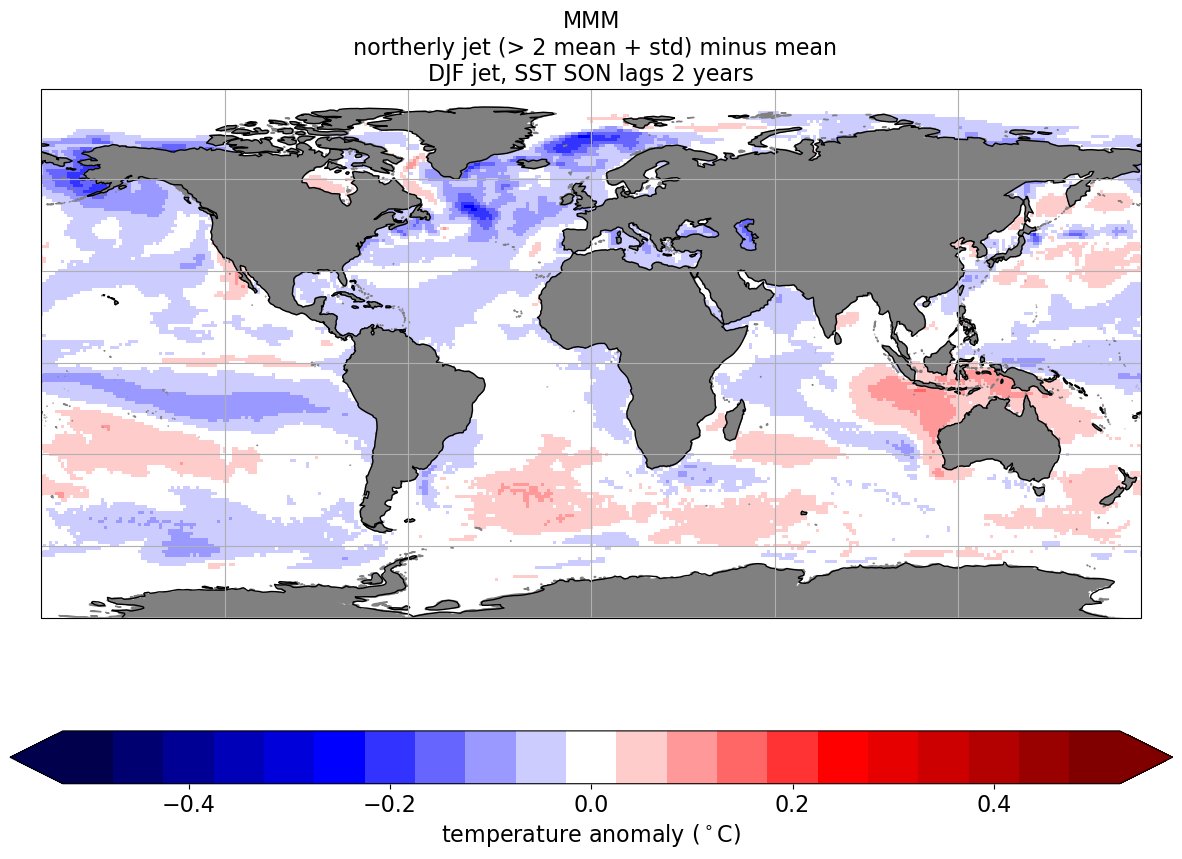 MMM
northerly jet (> 2 mean + std) minus mean
DJF jet, SST SON lags 2 years
−0.4 −0.2 0.0 0.2 0.4
temperature anomaly (°C)